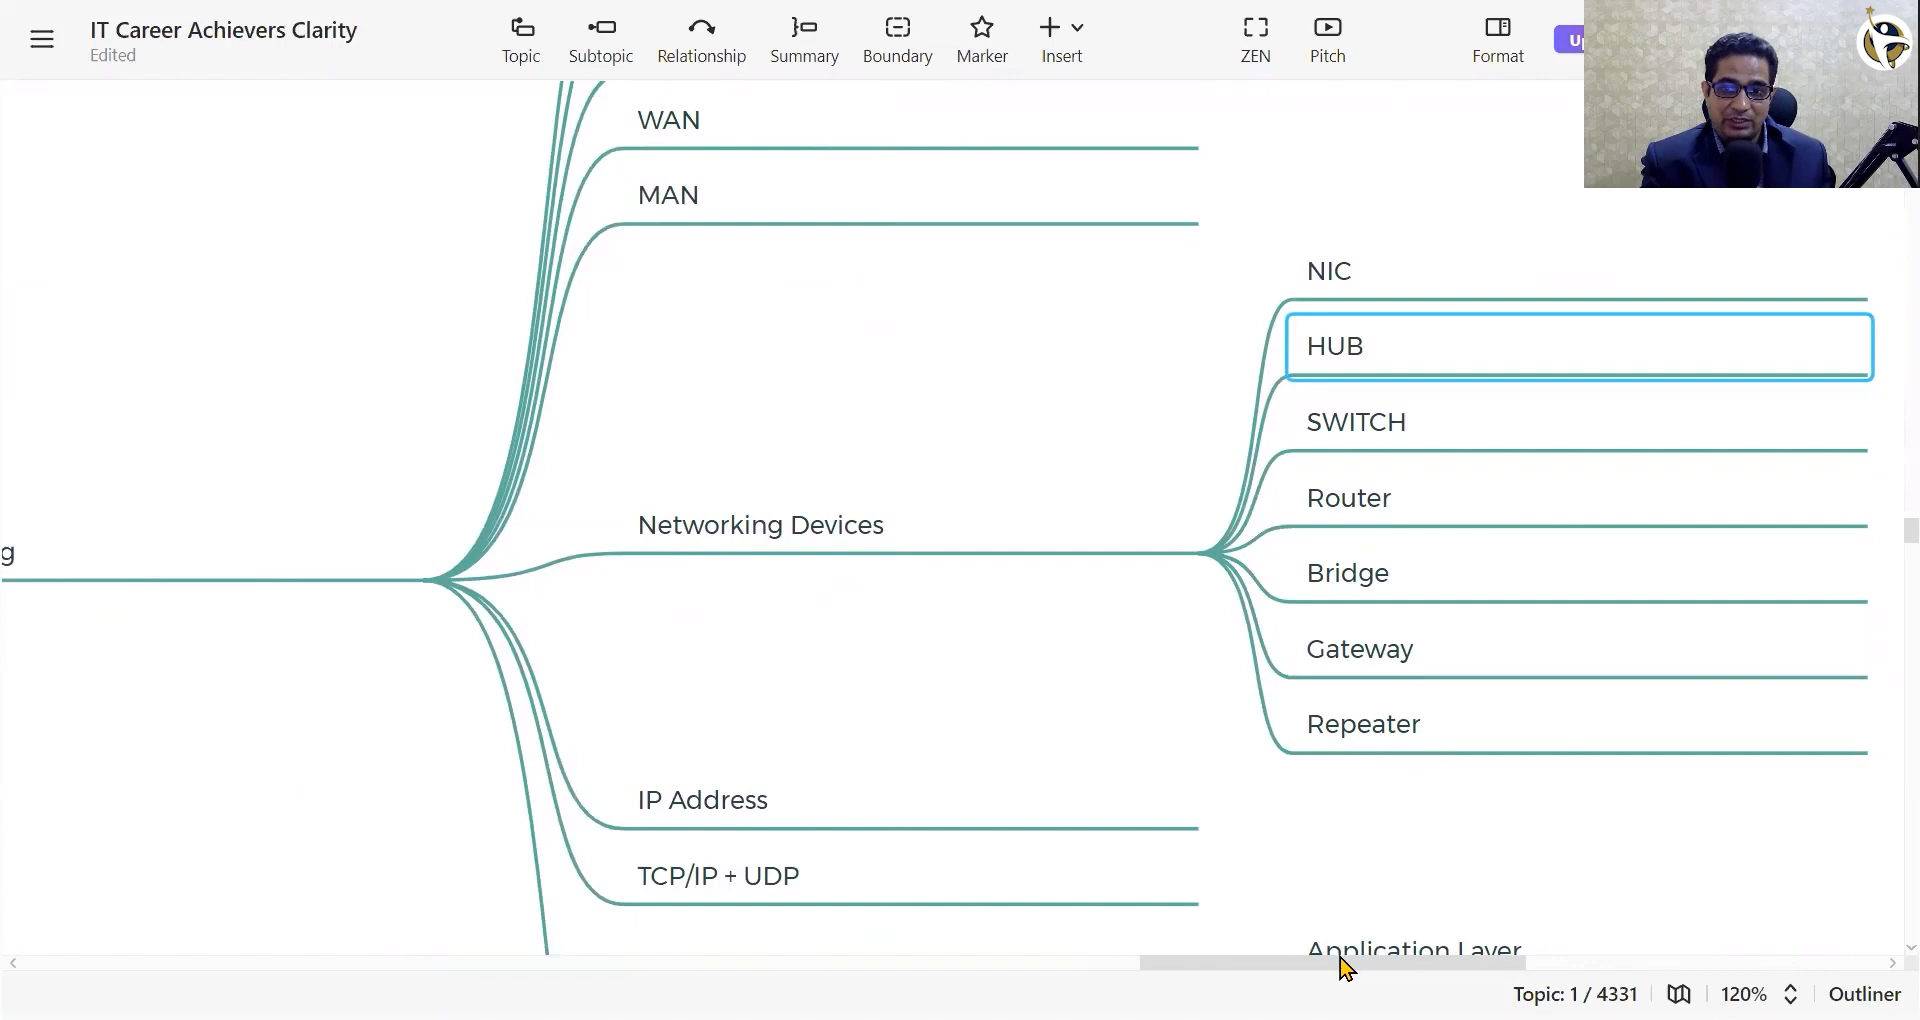 IT Career Achievers Clarity
Edited
Topic
Subtopic
Relationship
Summary
Boundary
Marker
Insert
ZEN
Pitch
Format
Up
WAN
MAN
NIC
HUB
SWITCH
Router
Networking Devices
g
Bridge
Gateway
Repeater
IP Address
TCP/IP + UDP
Application Layer
Topic: 1 / 4331
120%
Outliner